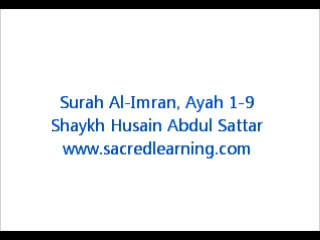 Surah Al-Imran, Ayah 1-9
Shaykh Husain Abdul Sattar
www.sacredlearning.com